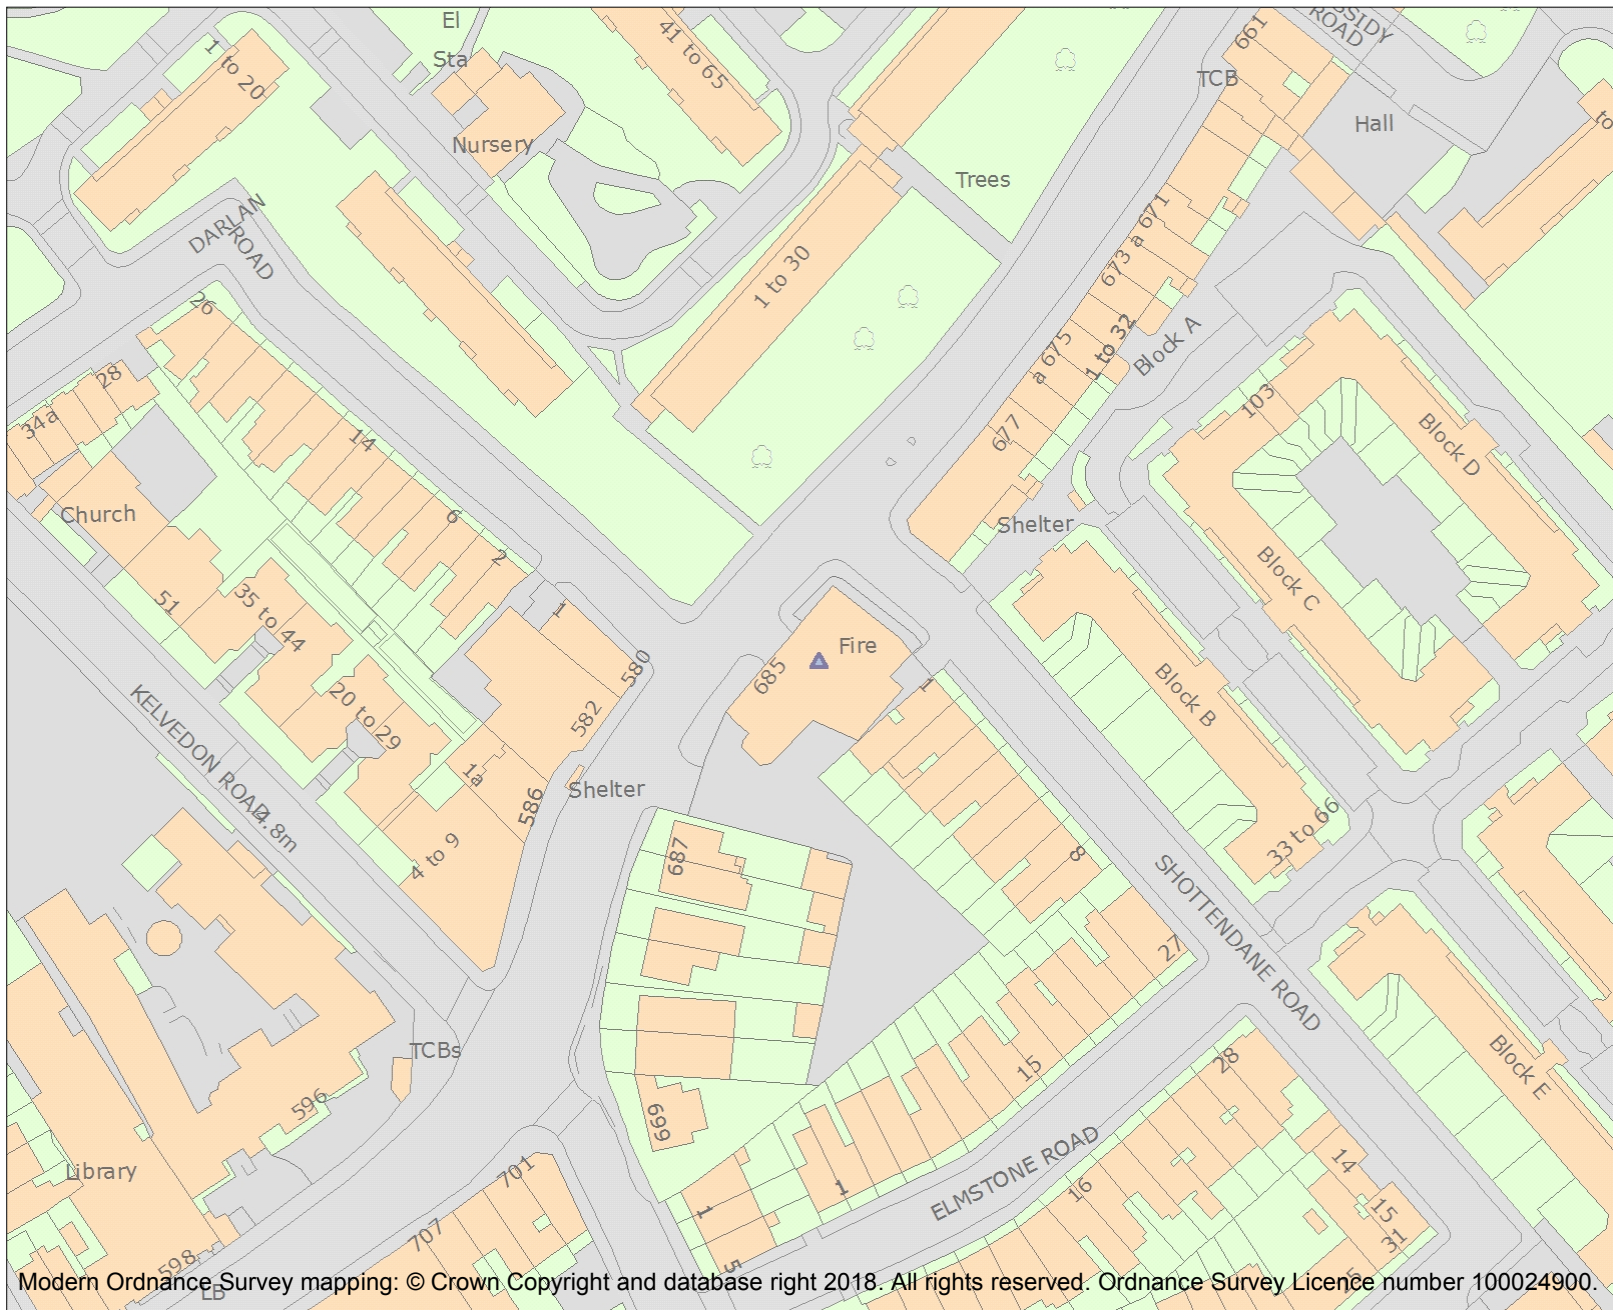 El
Sta
1 to 20
41 to 65
661
ROAD
TCB
Hall
Nursery
Trees
DARLAN
ROAD
673 a 671
1 to 30
26
a 675
1 to 32
Block A
28
34a
103
677
14
Block D
Church
6
Shelter
2
Block C
51
35 to 44
1
580
Fire
685
1
Block B
20 to 29
582
KELVEDON ROAD
4.8m
1a
586
Shelter
4 to 9
687
8
33 to 66
SHOTTENDANE ROAD
27
TCBs
596
15
28
Block E
699
ELMSTONE ROAD
Library
701
1
1
16
14
15
31
707
598
5
LB
Modern Ordnance Survey mapping: © Crown Copyright and database right 2018. All rights reserved. Ordnance Survey Licence number 100024900.